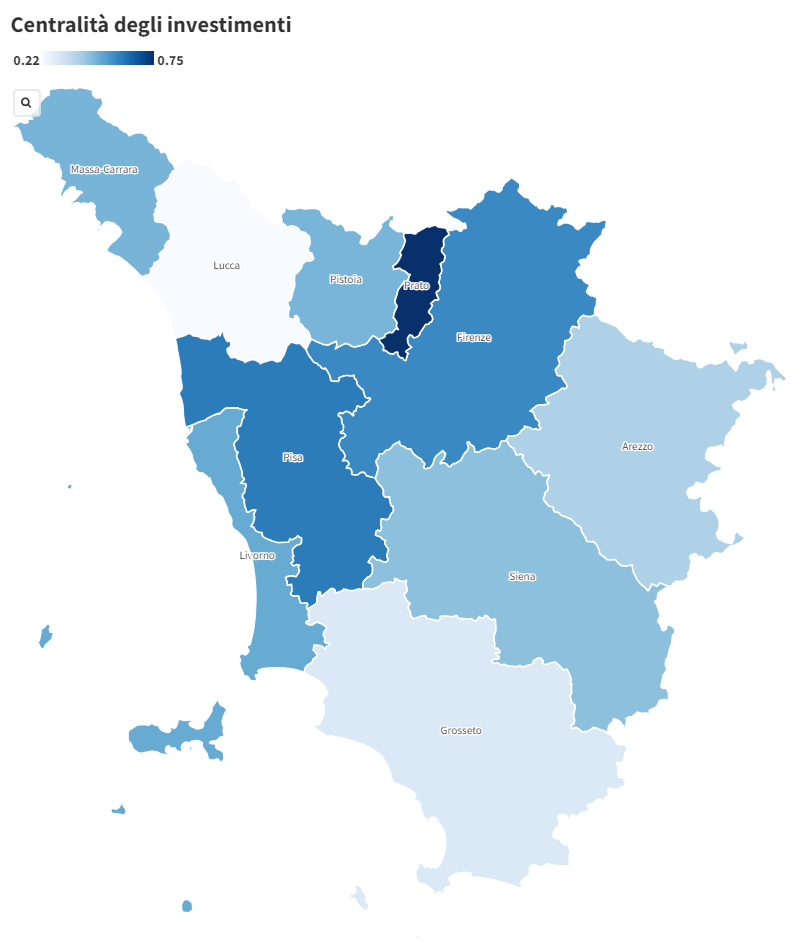 Centralità degli investimenti
0.22 0.75
Massa-Carrara
Lucca
Pistoia
Prato
Firenze
Arezzo
Pisa
Livorno
Siena
Grosseto